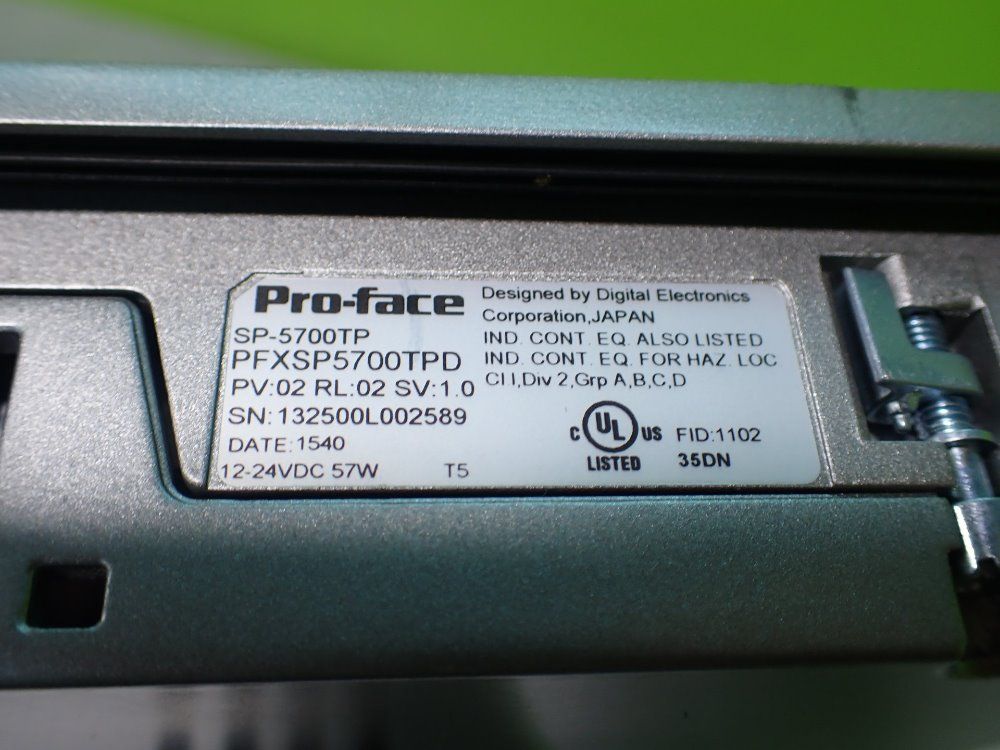 Pro-face
SP-5700TP
PFXSP5700TPD
PV:02 RL:02 SV:1.0
SN:132500L002589
DATE:1540
12-24VDC 57W T5
Designed by Digital Electronics
Corporation,JAPAN
IND. CONT. EQ. ALSO LISTED
IND. CONT. EQ. FOR HAZ. LOC
Cl I,Div 2,Grp A,B,C,D
C UL US FID:1102
LISTED 35DN